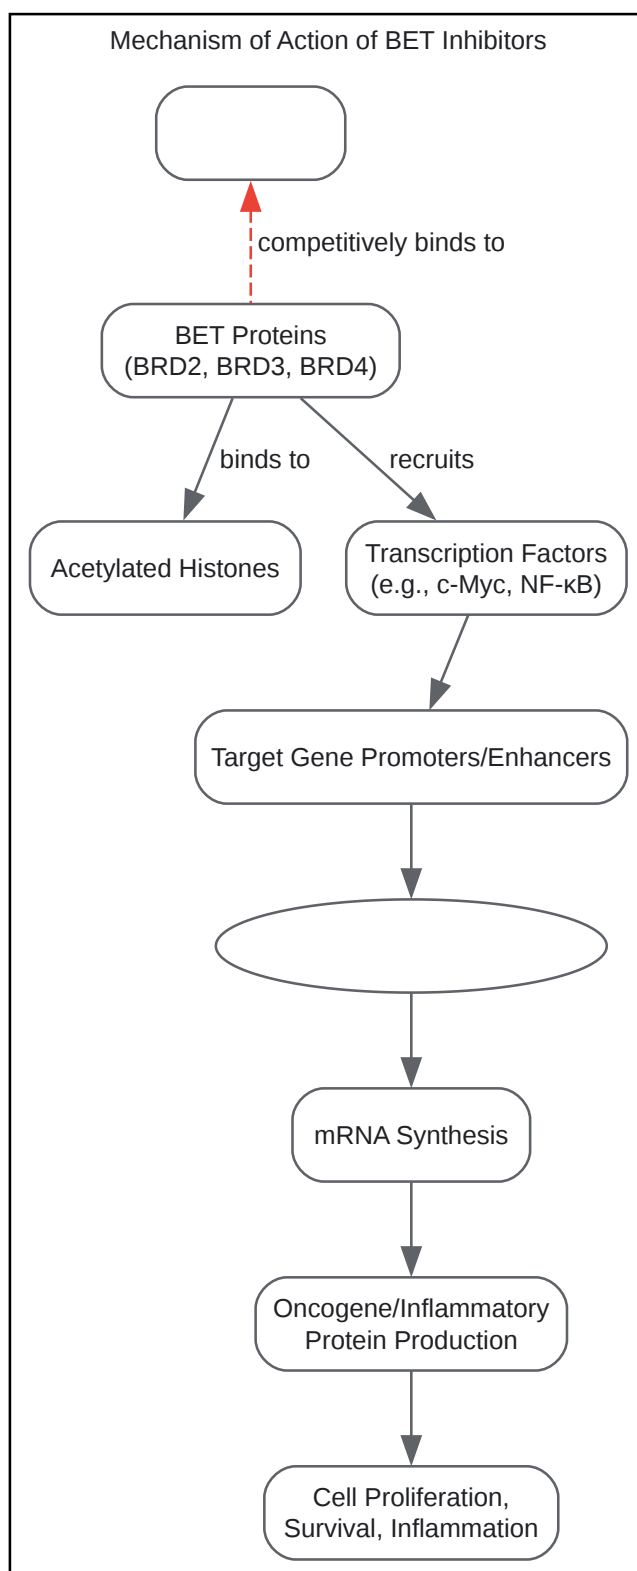 Mechanism of Action of BET Inhibitors
competitively binds to
BET Proteins
(BRD2, BRD3, BRD4)
binds to
recruits
Acetylated Histones
Transcription Factors
(e.g., c-Myc, NF-κB)
Target Gene Promoters/Enhancers
mRNA Synthesis
Oncogene/Inflammatory
Protein Production
Cell Proliferation,
Survival, Inflammation